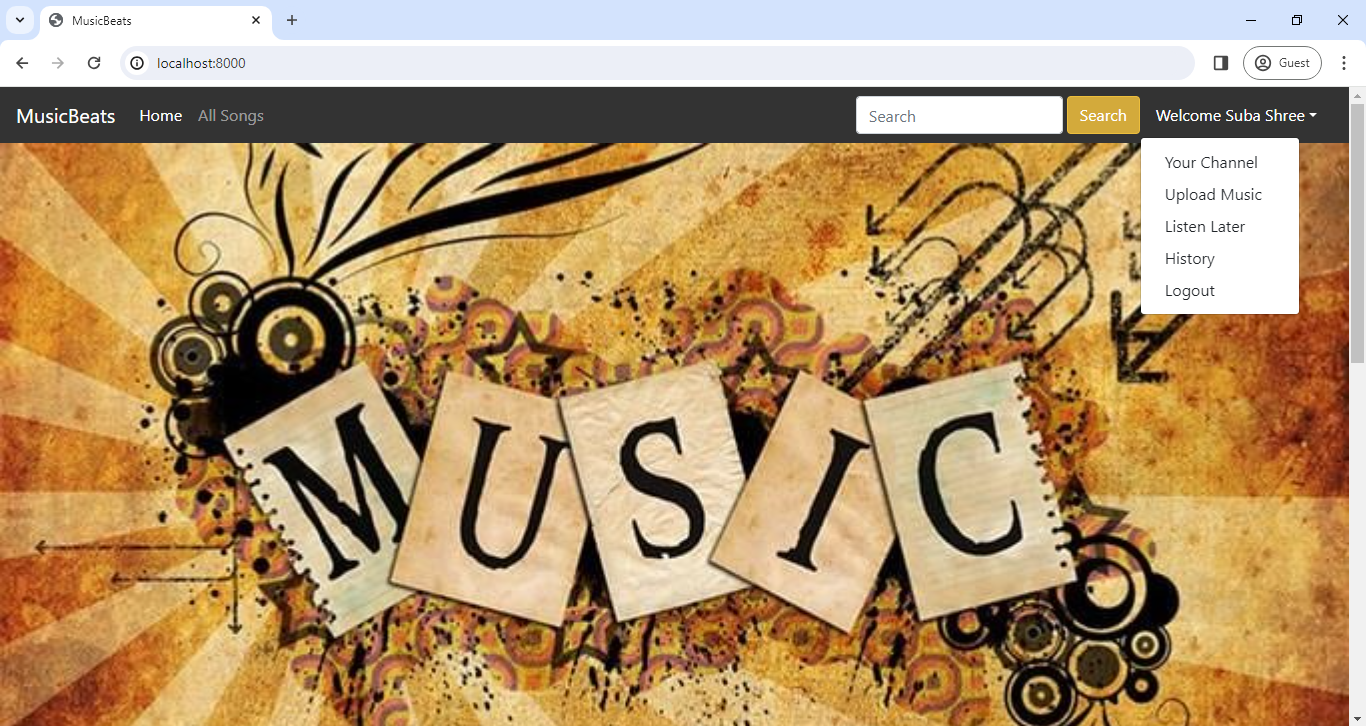 MusicBeats
localhost:8000
Guest
MusicBeats Home All Songs Search Search Welcome Suba Shree
Your Channel
Upload Music
Listen Later
History
Logout
MUSIC